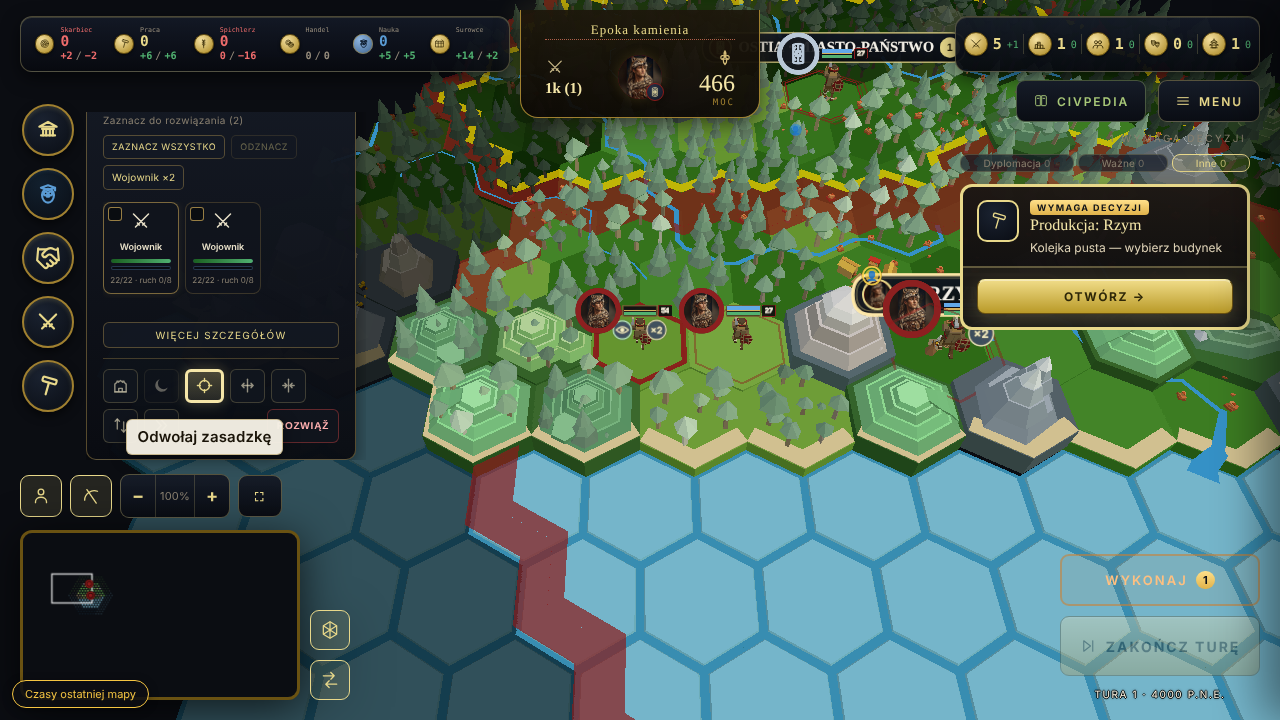 Skarbiec
0
+2 / −2
Praca
0
+6 / +6
Spichlerz
0
0 / −16
Handel
0 / 0
Nauka
0
+5 / +5
Surowce
+14 / +2
Epoka kamienia
1k (1)
466
MOC
MIASTO-PAŃSTWO
1
27
5 +1
1 0
1 0
0 0
1 0
CIVPEDIA
MENU
Dyplomacja 0
Ważne 0
Inne 0
WYMAGA DECYZJI
Produkcja: Rzym
Kolejka pusta — wybierz budynek
OTWÓRZ →
Zaznacz do rozwiązania (2)
ZAZNACZ WSZYSTKO
ODZNACZ
Wojownik ×2
Wojownik
22/22 · ruch 0/8
Wojownik
22/22 · ruch 0/8
WIĘCEJ SZCZEGÓŁÓW
Odwołaj zasadzkę
54
×2
27
×2
− 100% +
Czasy ostatniej mapy
WYKONAJ 1
ZAKOŃCZ TURĘ
TURA 1 · 4000 P.N.E.